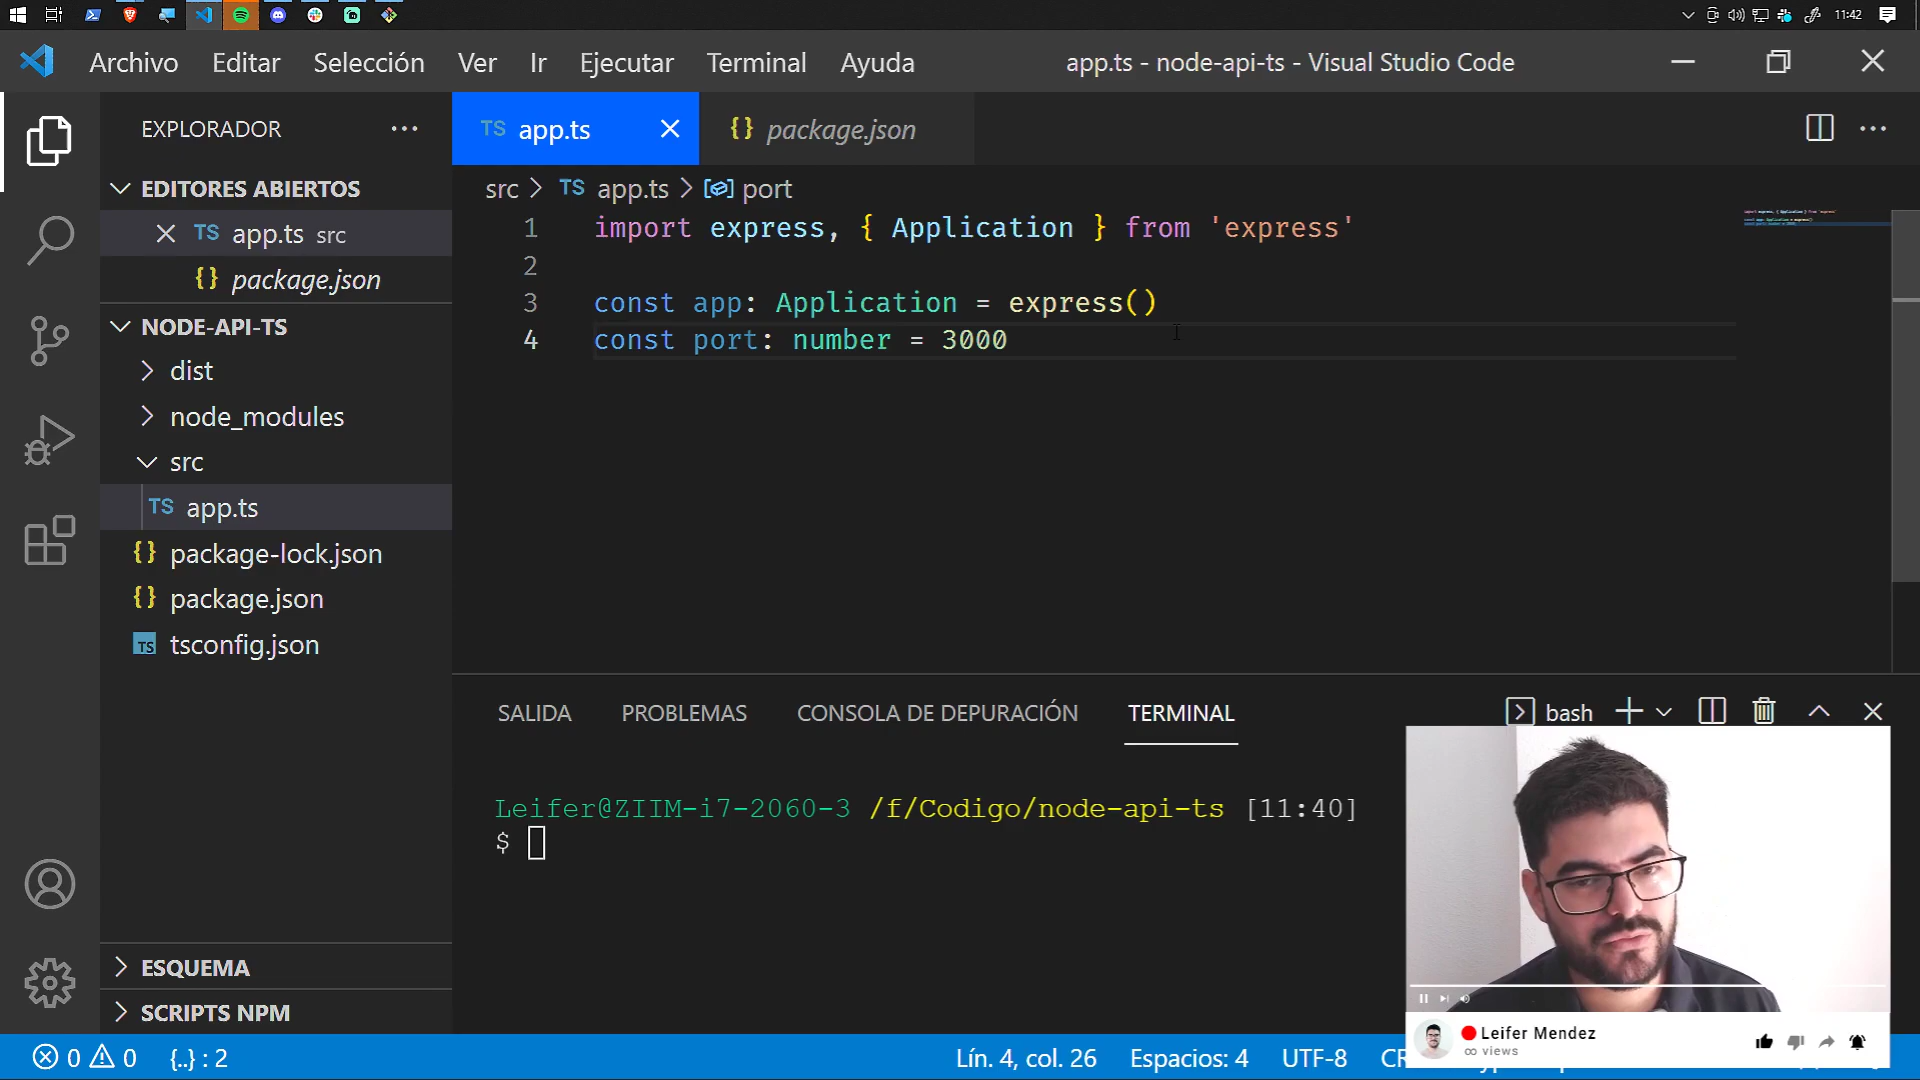 11:42
Archivo Editar Selección Ver Ir Ejecutar Terminal Ayuda
app.ts - node-api-ts - Visual Studio Code
EXPLORADOR
EDITORES ABIERTOS
TS app.ts src
{} package.json
NODE-API-TS
dist
node_modules
src
TS app.ts
{} package-lock.json
{} package.json
TS tsconfig.json
ESQUEMA
SCRIPTS NPM
TS app.ts
{} package.json
src > TS app.ts > port
1 import express, { Application } from 'express'
2
3 const app: Application = express()
4 const port: number = 3000
SALIDA PROBLEMAS CONSOLA DE DEPURACIÓN TERMINAL
bash
Leifer@ZIIM-i7-2060-3 /f/Codigo/node-api-ts [11:40]
$
Leifer Mendez
∞ views
0 0 {..} : 2
Lín. 4, col. 26 Espacios: 4 UTF-8